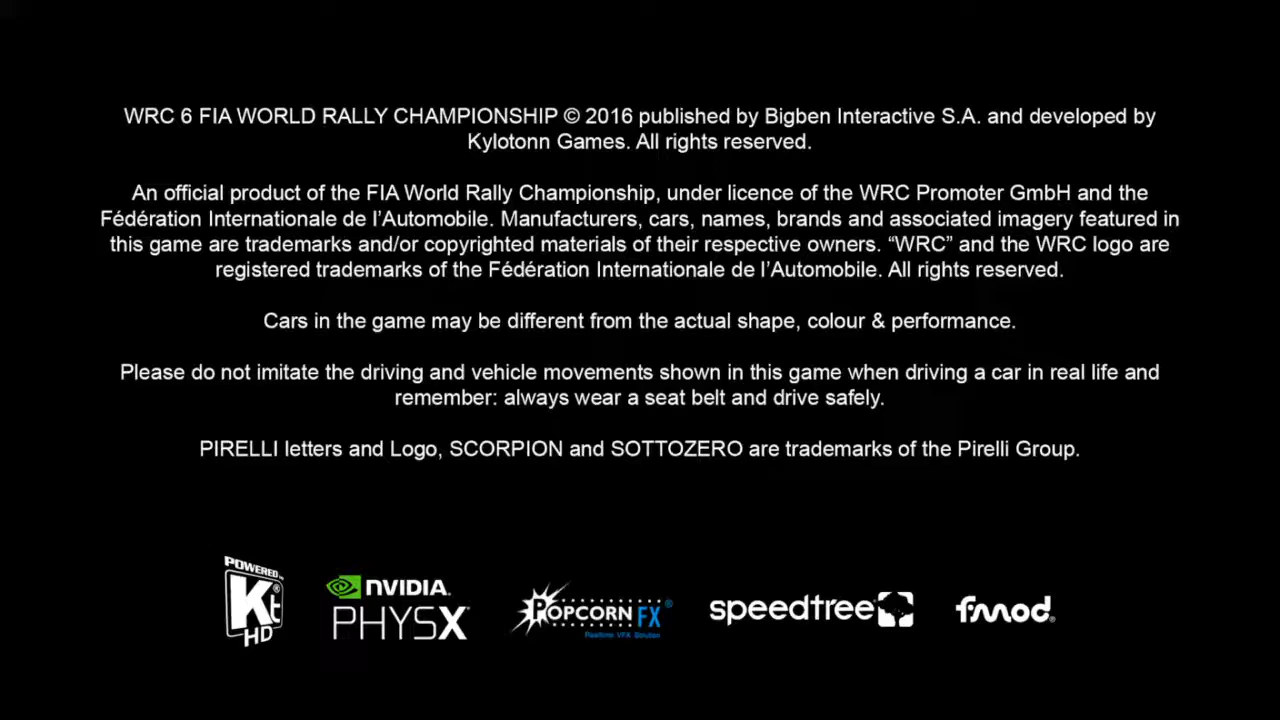 WRC 6 FIA WORLD RALLY CHAMPIONSHIP © 2016 published by Bigben Interactive S.A. and developed by
Kylotonn Games. All rights reserved.
An official product of the FIA World Rally Championship, under licence of the WRC Promoter GmbH and the
Fédération Internationale de l’Automobile. Manufacturers, cars, names, brands and associated imagery featured in
this game are trademarks and/or copyrighted materials of their respective owners. “WRC” and the WRC logo are
registered trademarks of the Fédération Internationale de l’Automobile. All rights reserved.
Cars in the game may be different from the actual shape, colour & performance.
Please do not imitate the driving and vehicle movements shown in this game when driving a car in real life and
remember: always wear a seat belt and drive safely.
PIRELLI letters and Logo, SCORPION and SOTTOZERO are trademarks of the Pirelli Group.
POWERED
Kt®
HD
NVIDIA®
PHYSX
POPCORN FX®
Realtime VFX Solution
speedtree
fmod®